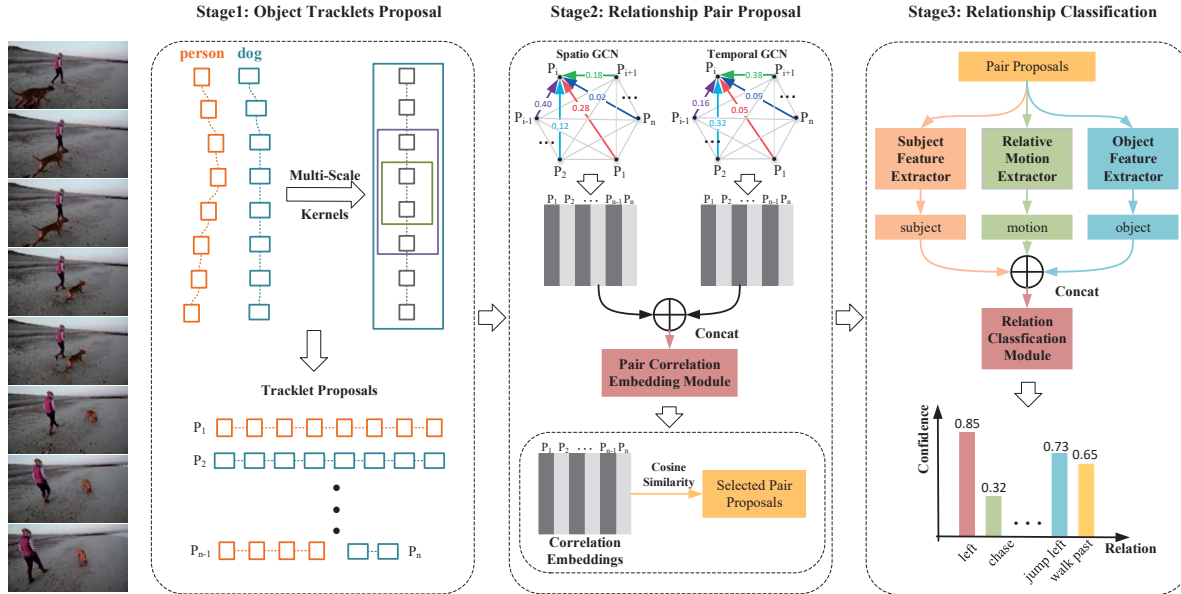 Stage1: Object Tracklets Proposal
person dog
Multi-Scale
Kernels
Tracklet Proposals
P1
P2
Pn-1
Pn
Stage2: Relationship Pair Proposal
Spatio GCN
Temporal GCN
Pi
Pi+1
0.18
0.40
0.02
0.28
0.12
Pi-1
Pn
P2
P1
Pi
Pi+1
0.38
0.16
0.09
0.05
0.32
Pi-1
Pn
P2
P1
P1 P2 ··· Pn-1 Pn
P1 P2 ··· Pn-1 Pn
Concat
Pair Correlation
Embedding Module
P1 P2 ··· Pn-1 Pn
Cosine
Similarity
Selected Pair
Proposals
Correlation
Embeddings
Stage3: Relationship Classification
Pair Proposals
Subject
Feature
Extractor
Relative
Motion
Extractor
Object
Feature
Extractor
subject
motion
object
Concat
Relation
Classfication
Module
Confidence
0.85
0.32
0.73
0.65
left
chase
jump left
walk past
Relation